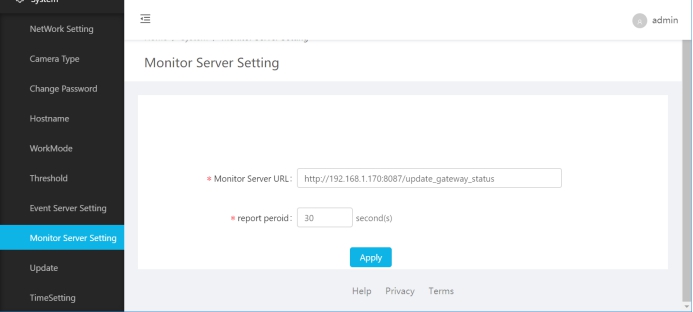 System
admin
NetWork Setting
Camera Type
Monitor Server Setting
Change Password
Hostname
WorkMode
Threshold
* Monitor Server URL: http://192.168.1.170:8087/update_gateway_status
Event Server Setting
* report peroid: 30 second(s)
Monitor Server Setting
Apply
Update
Help Privacy Terms
TimeSetting